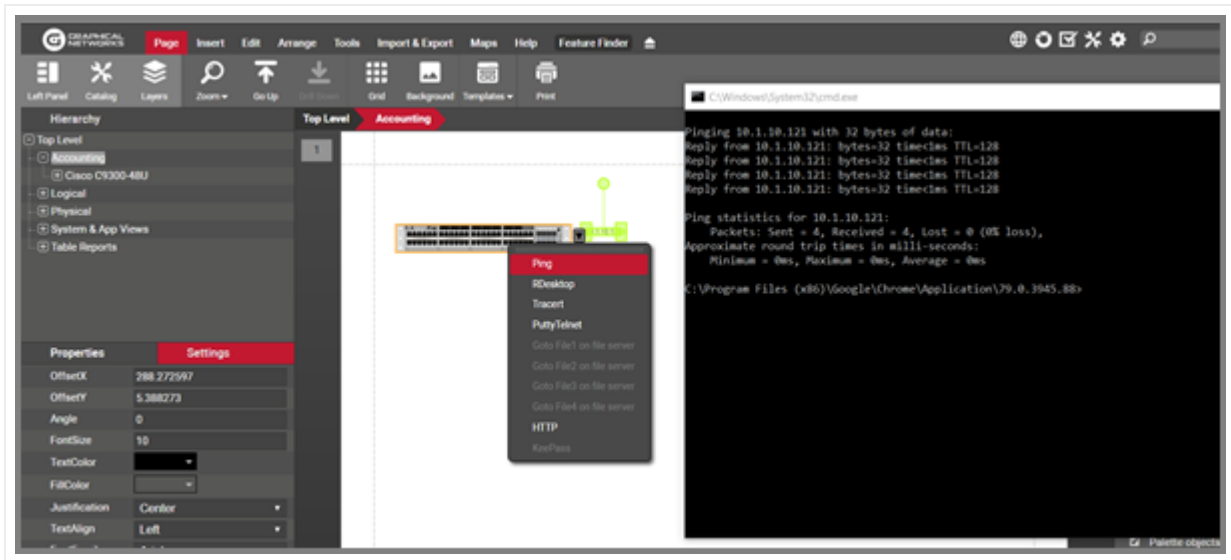 GRAPHICAL NETWORKS
Page Insert Edit Arrange Tools Import & Export Maps Help Feature Finder
Left Panel Catalog Layers Zoom Go Up Drill Down Grid Background Templates Print
Hierarchy
Top Level
Accounting
Cisco C9300-48U
Logical
Physical
System & App Views
Table Reports
Properties Settings
OffsetX 288.272597
OffsetY 5.388273
Angle 0
FontSize 10
TextColor
FillColor
Justification Center
TextAlign Left
Top Level Accounting
1
Ping
RDesktop
Tracert
PuttyTelnet
Goto File1 on file server
Goto File2 on file server
Goto File3 on file server
Goto File4 on file server
HTTP
KeePass
C:\Windows\System32\cmd.exe
Pinging 10.1.10.121 with 32 bytes of data:
Reply from 10.1.10.121: bytes=32 time<1ms TTL=128
Reply from 10.1.10.121: bytes=32 time<1ms TTL=128
Reply from 10.1.10.121: bytes=32 time<1ms TTL=128
Reply from 10.1.10.121: bytes=32 time<1ms TTL=128
Ping statistics for 10.1.10.121:
Packets: Sent = 4, Received = 4, Lost = 0 (0% loss),
Approximate round trip times in milli-seconds:
Minimum = 0ms, Maximum = 0ms, Average = 0ms
C:\Program Files (x86)\Google\Chrome\Application\79.0.3945.88>
Palette objects